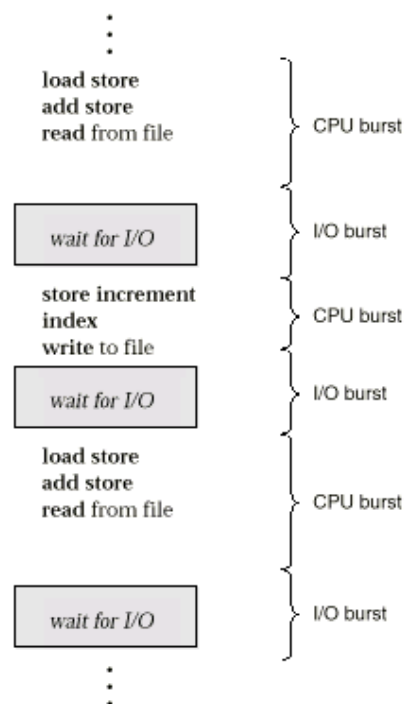 load store
add store
read from file
CPU burst
wait for I/O
I/O burst
store increment
index
write to file
CPU burst
wait for I/O
I/O burst
load store
add store
read from file
CPU burst
wait for I/O
I/O burst